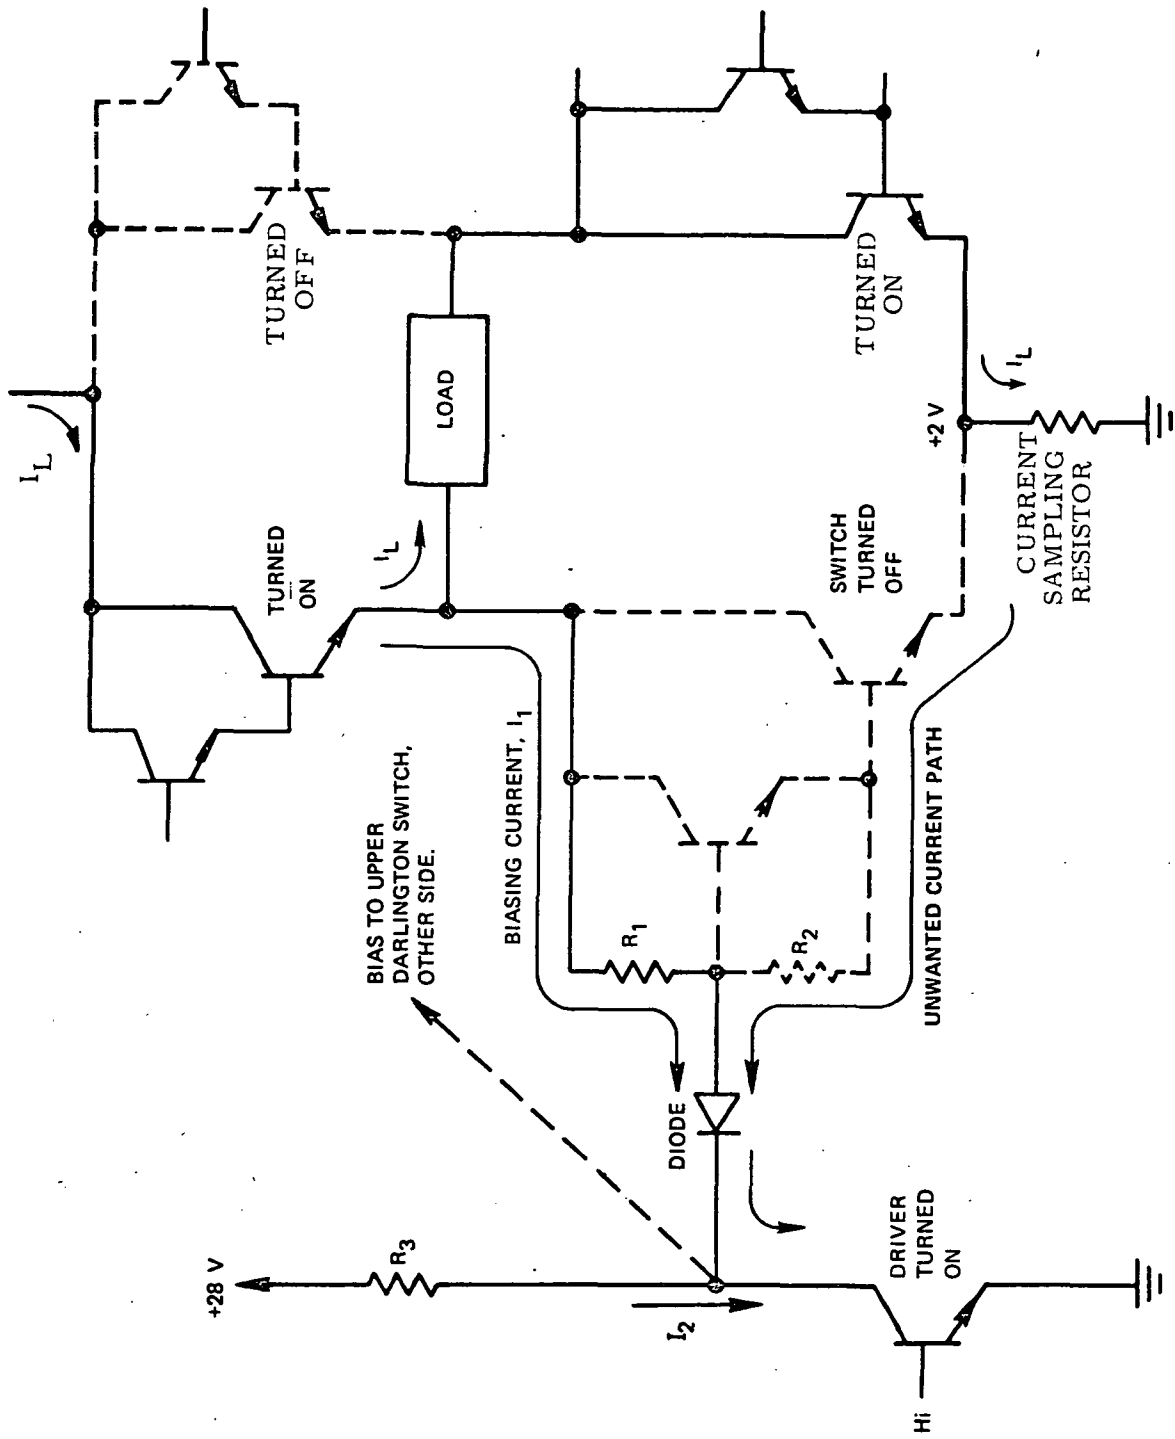 I_L
TURNED
ON
I_L
LOAD
TURNED
OFF
BIAS TO UPPER
DARLINGTON SWITCH,
OTHER SIDE.
BIASING CURRENT, I_1
R_1
R_2
UNWANTED CURRENT PATH
SWITCH
TURNED
OFF
TURNED
ON
+2 V
I_L
CURRENT
SAMPLING
RESISTOR
DIODE
+28 V
R_3
I_2
DRIVER
TURNED
ON
Hi